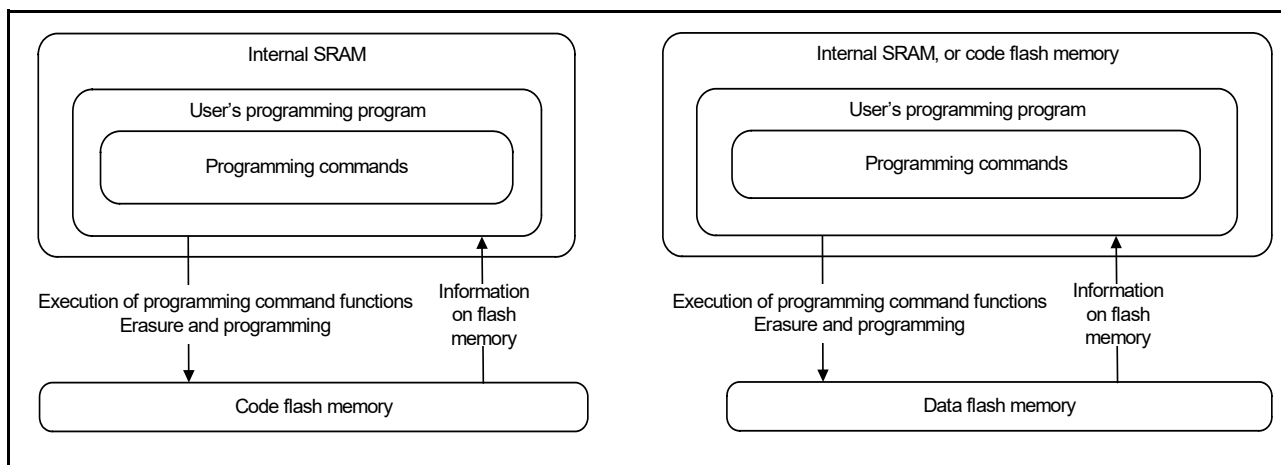 Internal SRAM
User's programming program
Programming commands
Execution of programming command functions
Erasure and programming
Information
on flash
memory
Code flash memory
Internal SRAM, or code flash memory
User's programming program
Programming commands
Execution of programming command functions
Erasure and programming
Information
on flash
memory
Data flash memory